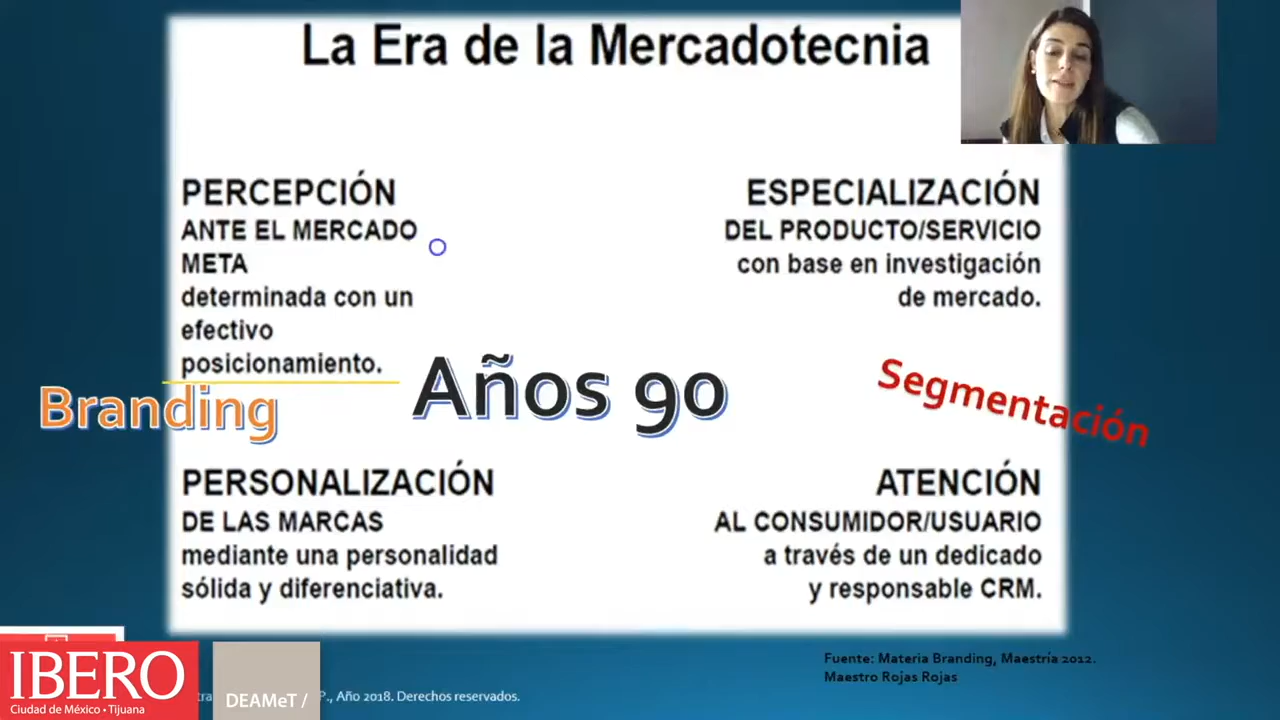 La Era de la Mercadotecnia
PERCEPCIÓN
ANTE EL MERCADO
META
determinada con un
efectivo
posicionamiento.
ESPECIALIZACIÓN
DEL PRODUCTO/SERVICIO
con base en investigación
de mercado.
Branding
Años 90
Segmentación
PERSONALIZACIÓN
DE LAS MARCAS
mediante una personalidad
sólida y diferenciativa.
ATENCIÓN
AL CONSUMIDOR/USUARIO
a través de un dedicado
y responsable CRM.
Fuente: Materia Branding, Maestría 2012.
Maestro Rojas Rojas
IBERO
Ciudad de México • Tijuana
DEAMeT /
P., Año 2018. Derechos reservados.